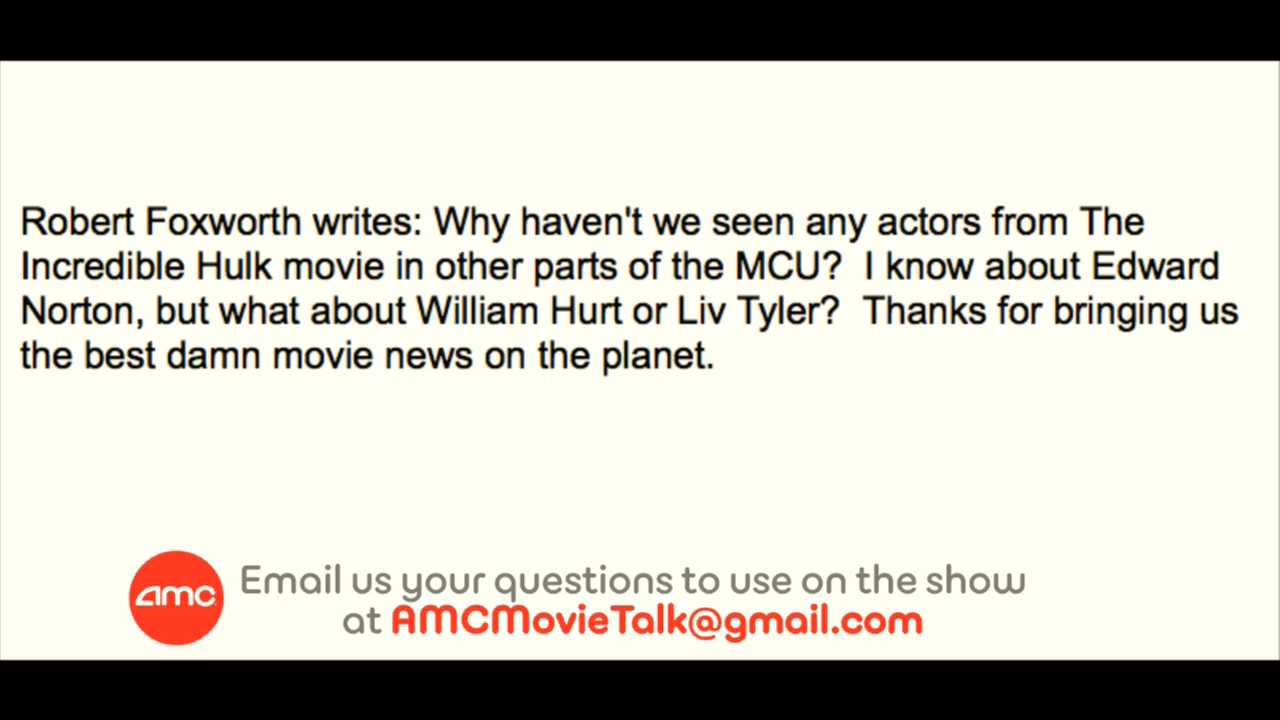 Robert Foxworth writes: Why haven't we seen any actors from The
Incredible Hulk movie in other parts of the MCU?  I know about Edward
Norton, but what about William Hurt or Liv Tyler?  Thanks for bringing us
the best damn movie news on the planet.
amc
Email us your questions to use on the show
at AMCMovieTalk@gmail.com